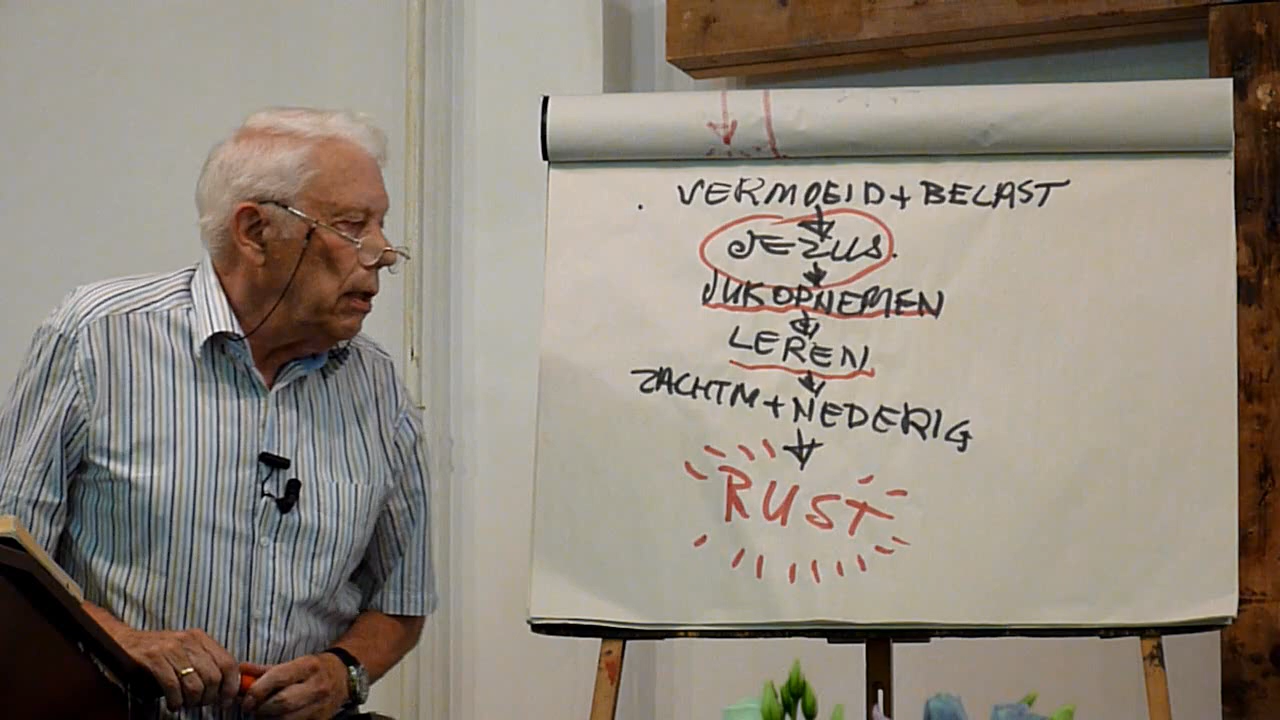 VERMOEID + BELAST
JEZUS.
JUK OPNEMEN
LEREN
ZACHTM + NEDERIG
RUST